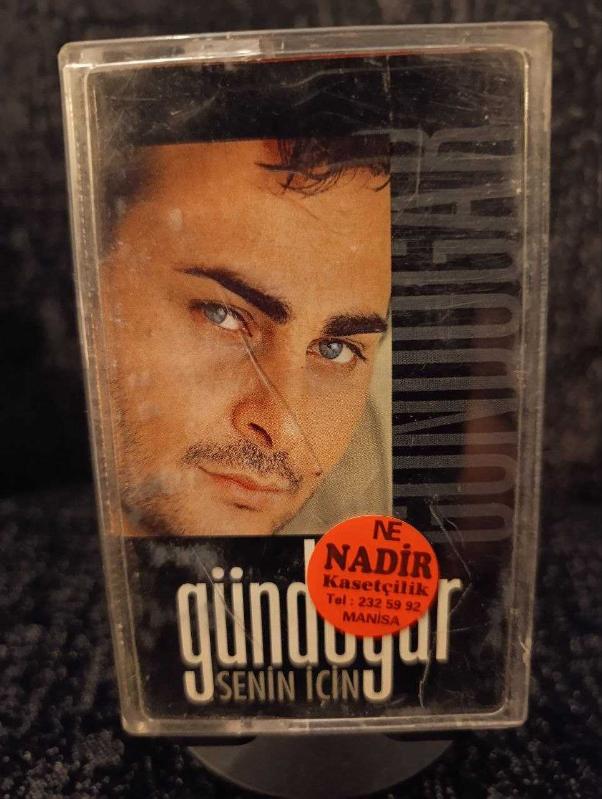 GÜNDOĞAR
NE
NADİR
Kasetçilik
Tel : 232 59 92
MANİSA
gündoğar
SENİN İÇİN